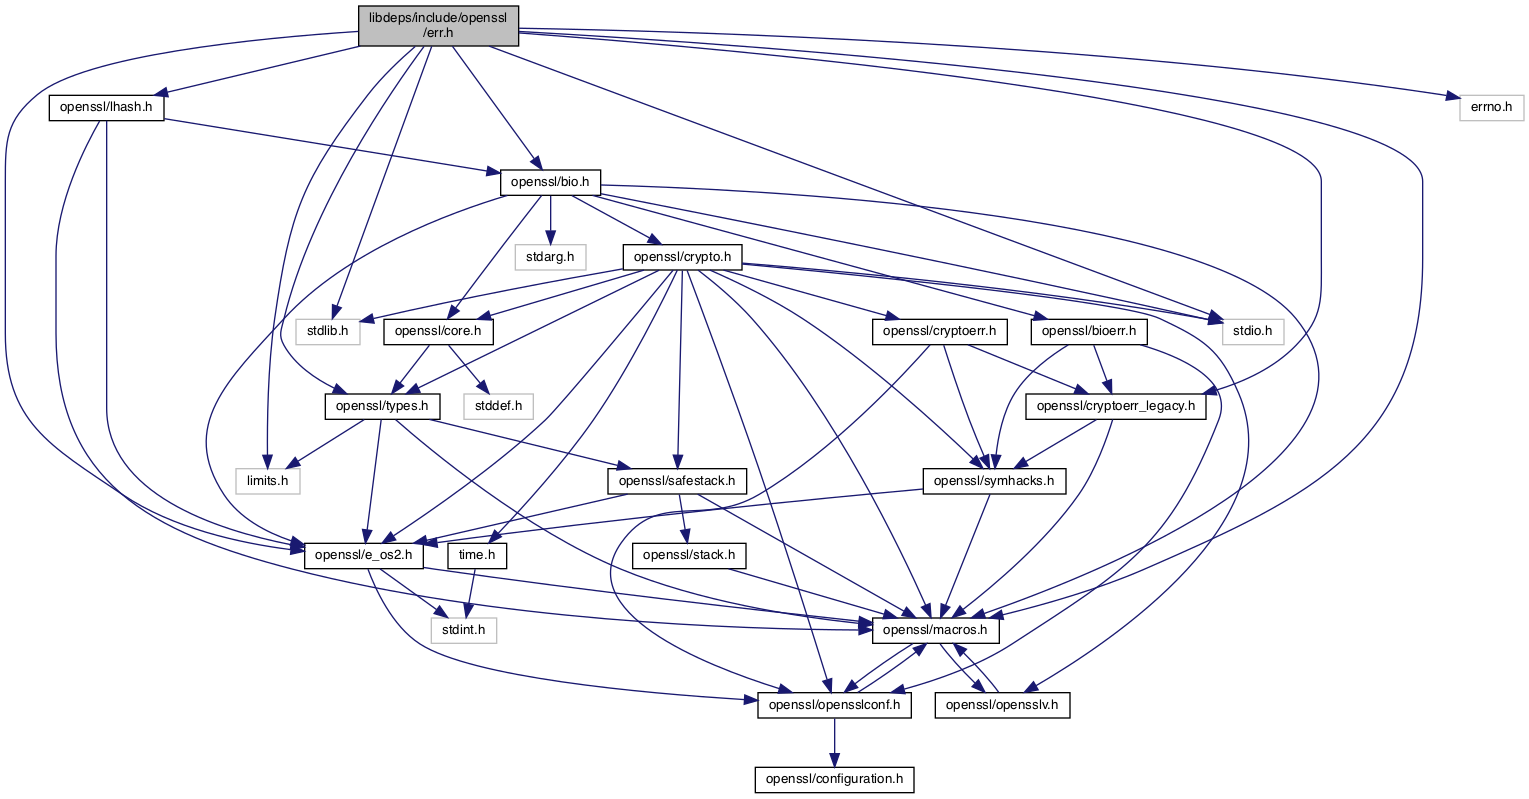 libdeps/include/openssl
/err.h
openssl/lhash.h
errno.h
openssl/bio.h
stdarg.h
openssl/crypto.h
stdlib.h
openssl/core.h
openssl/cryptoerr.h
openssl/bioerr.h
stdio.h
openssl/types.h
stddef.h
openssl/cryptoerr_legacy.h
limits.h
openssl/safestack.h
openssl/symhacks.h
openssl/e_os2.h
time.h
openssl/stack.h
stdint.h
openssl/macros.h
openssl/opensslconf.h
openssl/opensslv.h
openssl/configuration.h